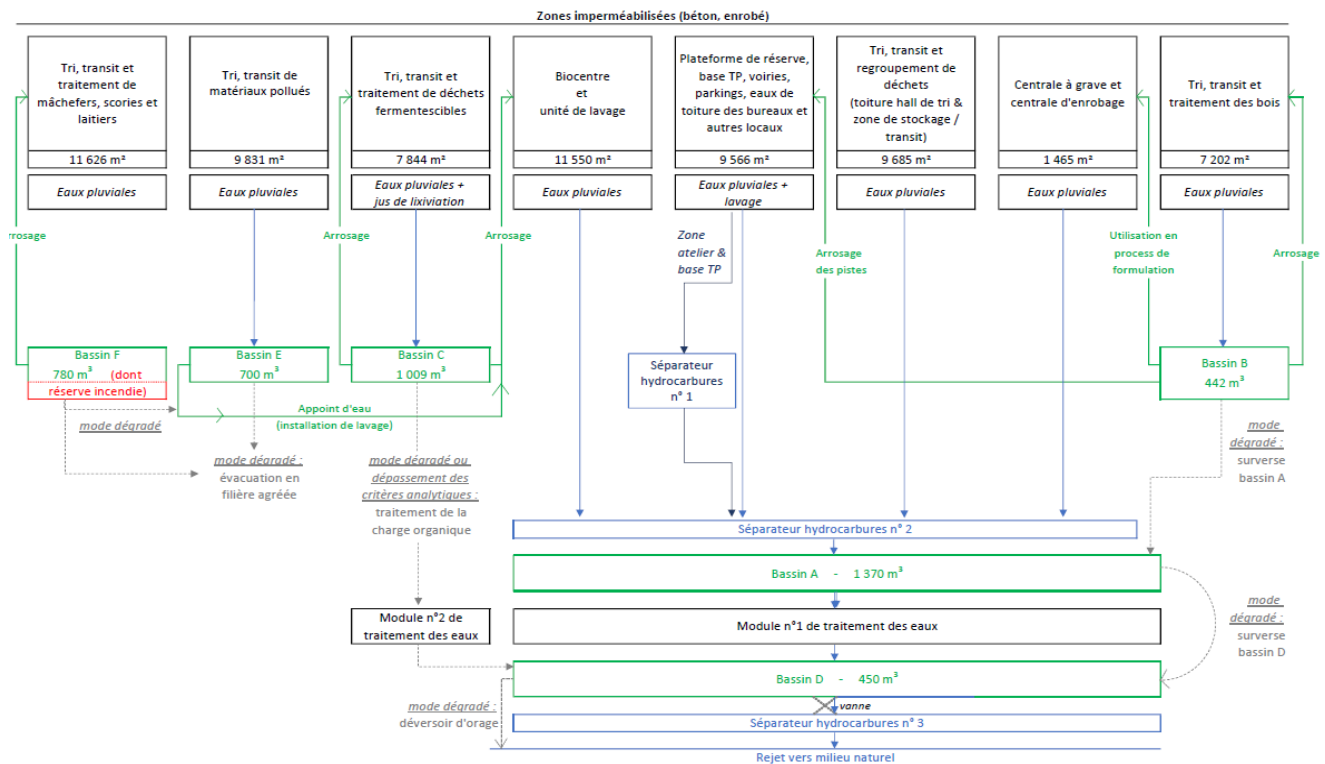 Zones imperméabilisées (béton, enrobé)
Tri, transit et
traitement de
mâchefers, scories et
laitiers
11 626 m²
Eaux pluviales
Tri, transit de
matériaux pollués
9 831 m²
Eaux pluviales
Tri, transit et
traitement de déchets
fermentescibles
7 844 m²
Eaux pluviales +
jus de lixiviation
Biocentre
et
unité de lavage
11 550 m²
Eaux pluviales
Plateforme de réserve,
base TP, voiries,
parkings, eaux de
toiture des bureaux et
autres locaux
9 566 m²
Eaux pluviales +
lavage
Tri, transit et
regroupement de
déchets
(toiture hall de tri &
zone de stockage /
transit)
9 685 m²
Eaux pluviales
Centrale à grave et
centrale d'enrobage
1 465 m²
Eaux pluviales
Tri, transit et
traitement des bois
7 202 m²
Eaux pluviales
rrosage
Arrosage
Arrosage
Zone
atelier &
base TP
Arrosage
des pistes
Utilisation en
process de
formulation
Arrosage
Bassin F
780 m³ (dont
réserve incendie)
Bassin E
700 m³
Bassin C
1 009 m³
Séparateur
hydrocarbures
n° 1
Bassin B
442 m³
mode dégradé
Appoint d'eau
(installation de lavage)
mode dégradé :
évacuation en
filière agréée
mode dégradé ou
dépassement des
critères analytiques :
traitement de la
charge organique
mode
dégradé :
surverse
bassin A
Séparateur hydrocarbures n° 2
Bassin A - 1 370 m³
Module n°2 de
traitement des eaux
Module n°1 de traitement des eaux
mode
dégradé :
surverse
bassin D
Bassin D - 450 m³
mode dégradé :
déversoir d'orage
vanne
Séparateur hydrocarbures n° 3
Rejet vers milieu naturel